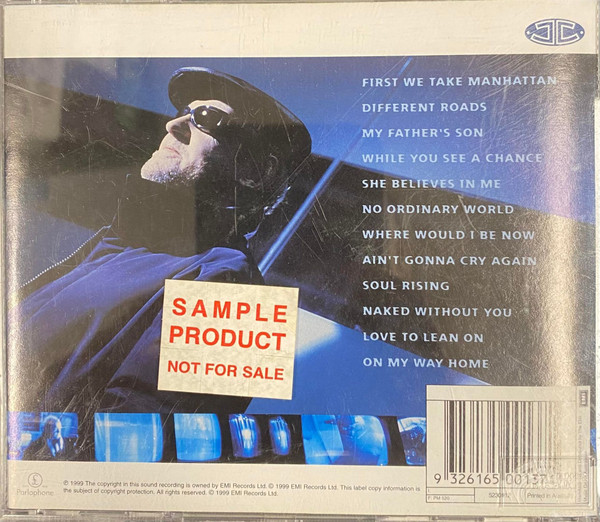 FIRST WE TAKE MANHATTAN
DIFFERENT ROADS
MY FATHER'S SON
WHILE YOU SEE A CHANCE
SHE BELIEVES IN ME
NO ORDINARY WORLD
WHERE WOULD I BE NOW
AIN'T GONNA CRY AGAIN
SOUL RISING
NAKED WITHOUT YOU
LOVE TO LEAN ON
ON MY WAY HOME
SAMPLE
PRODUCT
NOT FOR SALE
EMI
9 326165
Parlophone
℗ 1999 The copyright in this sound recording is owned by EMI Records Ltd. © 1999 EMI Records Ltd. This label copy information is
the subject of copyright protection. All rights reserved. © 1999 EMI Records Ltd.
Printed in